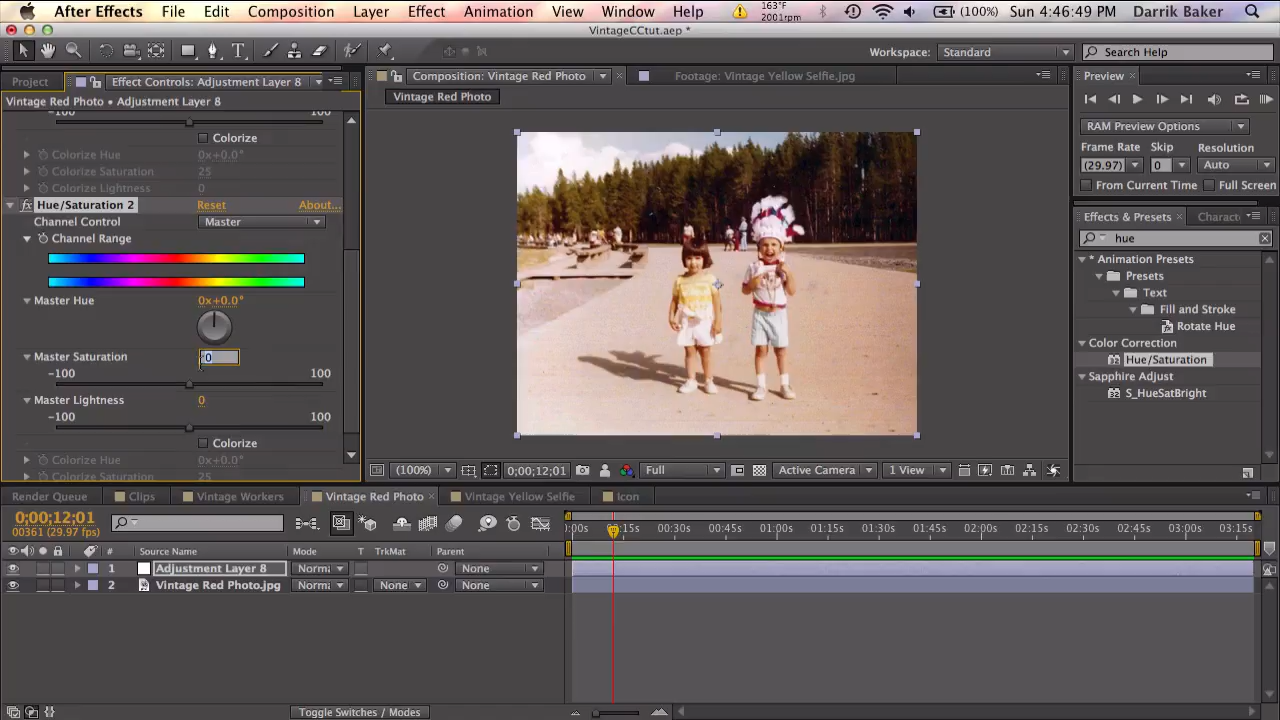 After Effects File Edit Composition Layer Effect Animation View Window Help 163°F 2001rpm (100%) Sun 4:46:49 PM Darrik Baker
VintageCCtut.aep *
Workspace: Standard Search Help
Project Effect Controls: Adjustment Layer 8 Composition: Vintage Red Photo Footage: Vintage Yellow Selfie.jpg Preview
Vintage Red Photo • Adjustment Layer 8 Vintage Red Photo
-100 100
RAM Preview Options
Colorize
Frame Rate Skip Resolution
Colorize Hue 0x+0.0°
(29.97) 0 Auto
Colorize Saturation 25
Colorize Lightness 0
From Current Time Full Screen
Hue/Saturation 2 Reset About...
Channel Control Master
Effects & Presets Charact
Channel Range
hue
* Animation Presets
Presets
Text
Master Hue 0x+0.0°
Fill and Stroke
Rotate Hue
Color Correction
Master Saturation 0
Hue/Saturation
-100 100
Sapphire Adjust
S_HueSatBright
Master Lightness 0
-100 100
Colorize
Colorize Hue 0x+0.0°
Colorize Saturation 25
(100%) 0;00;12;01 Full Active Camera 1 View
Render Queue Clips Vintage Workers Vintage Red Photo Vintage Yellow Selfie Icon
0;00;12;01
00361 (29.97 fps)
:00s 15s 00:30s 00:45s 01:00s 01:15s 01:30s 01:45s 02:00s 02:15s 02:30s 02:45s 03:00s 03:15s
# Source Name Mode T TrkMat Parent
1 Adjustment Layer 8 Norma None
2 Vintage Red Photo.jpg Norma None None
Toggle Switches / Modes